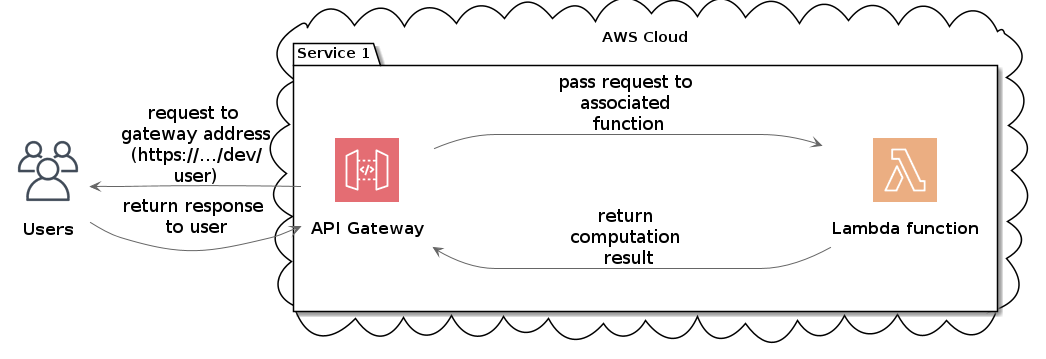 AWS Cloud
Service 1
pass request to
associated
function
request to
gateway address
(https://.../dev/
user)
return response
to user
return
computation
result
Users
API Gateway
Lambda function